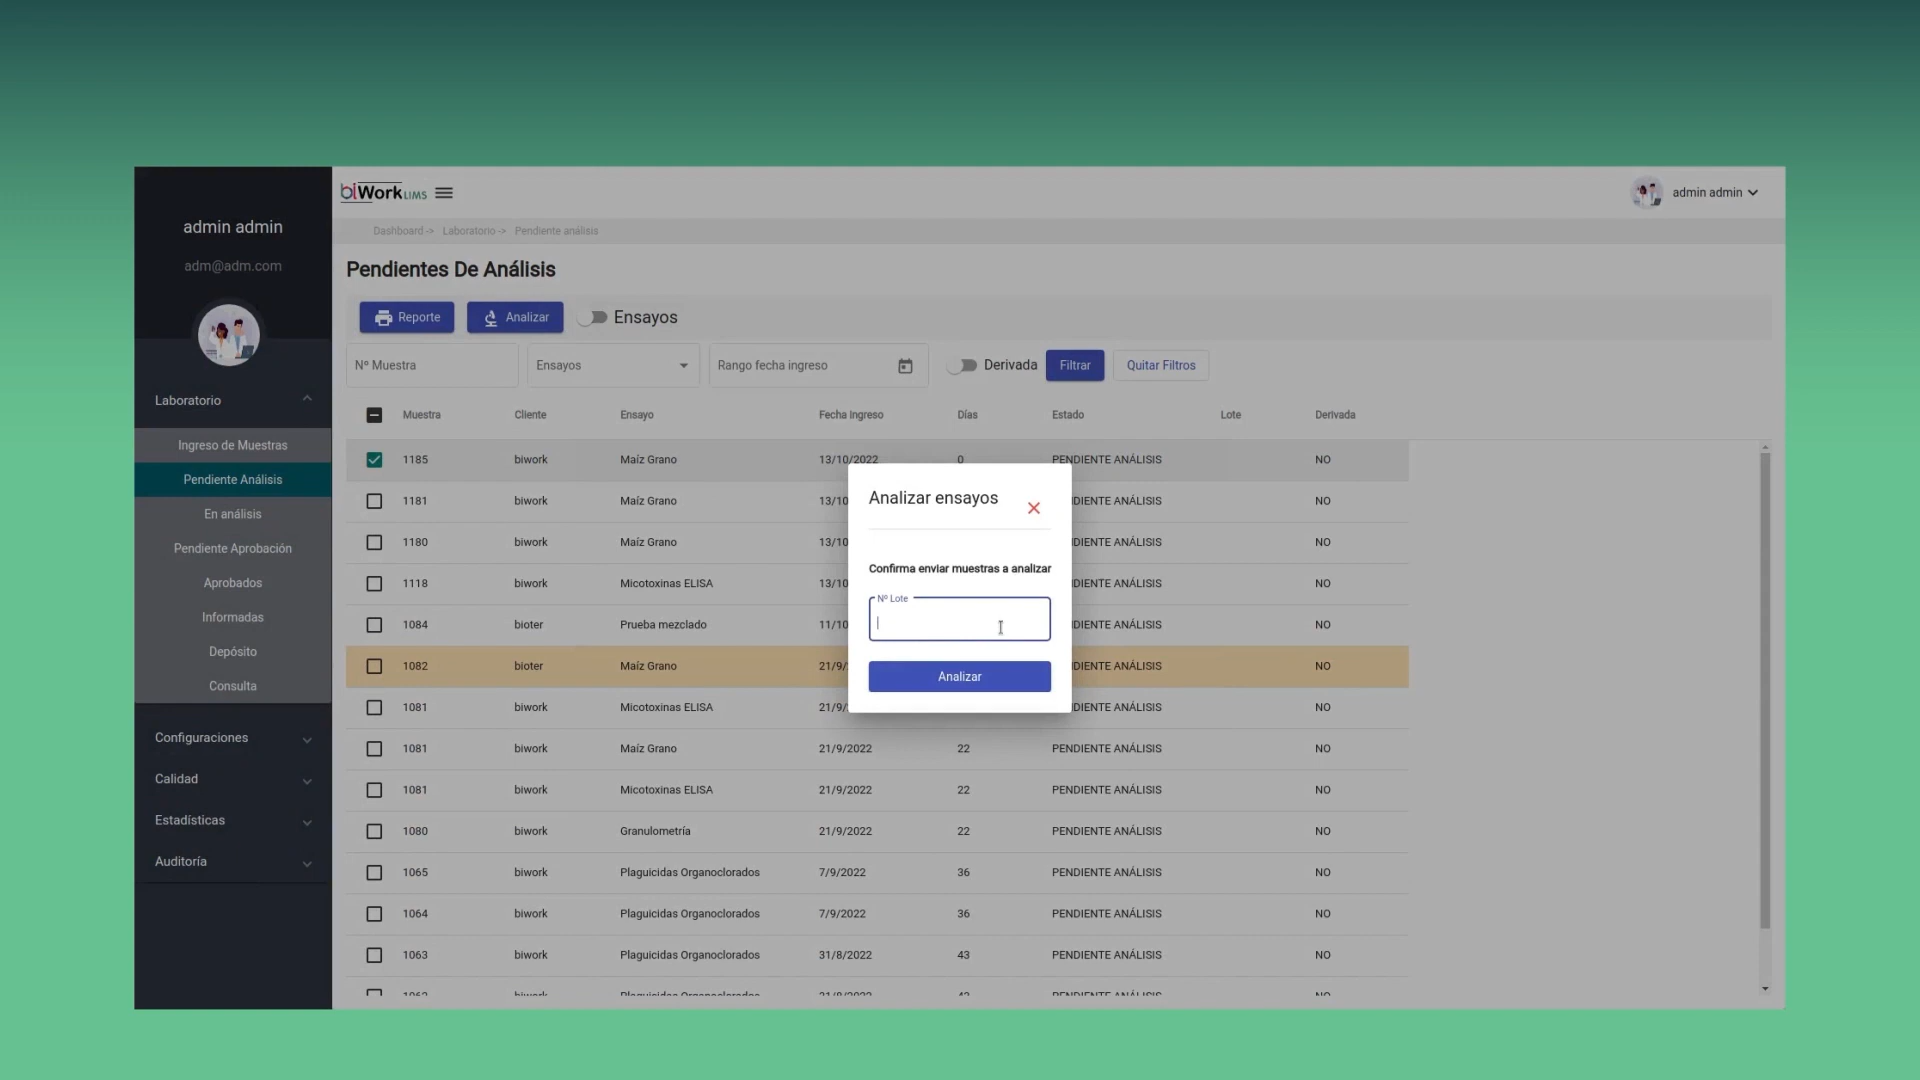 admin admin
adm@adm.com
Laboratorio
Ingreso de Muestras
Pendiente Análisis
En análisis
Pendiente Aprobación
Aprobados
Informadas
Depósito
Consulta
Configuraciones
Calidad
Estadísticas
Auditoría
biWork LIMS
admin admin
Dashboard -> Laboratorio -> Pendiente análisis
Pendientes De Análisis
Reporte Analizar Ensayos
Nº Muestra Ensayos Rango fecha ingreso Derivada Filtrar Quitar Filtros
Muestra Cliente Ensayo Fecha ingreso Días Estado Lote Derivada
1185 biwork Maíz Grano 13/10/2022 0 PENDIENTE ANÁLISIS NO
1181 biwork Maíz Grano 13/10 DIENTE ANÁLISIS NO
1180 biwork Maíz Grano 13/10 DIENTE ANÁLISIS NO
1118 biwork Micotoxinas ELISA 13/10 DIENTE ANÁLISIS NO
1084 bioter Prueba mezclado 11/10 DIENTE ANÁLISIS NO
1082 bioter Maíz Grano 21/9/ DIENTE ANÁLISIS NO
1081 biwork Micotoxinas ELISA 21/9/ DIENTE ANÁLISIS NO
1081 biwork Maíz Grano 21/9/2022 22 PENDIENTE ANÁLISIS NO
1081 biwork Micotoxinas ELISA 21/9/2022 22 PENDIENTE ANÁLISIS NO
1080 biwork Granulometría 21/9/2022 22 PENDIENTE ANÁLISIS NO
1065 biwork Plaguicidas Organoclorados 7/9/2022 36 PENDIENTE ANÁLISIS NO
1064 biwork Plaguicidas Organoclorados 7/9/2022 36 PENDIENTE ANÁLISIS NO
1063 biwork Plaguicidas Organoclorados 31/8/2022 43 PENDIENTE ANÁLISIS NO
Analizar ensayos
Confirma enviar muestras a analizar
Nº Lote
Analizar